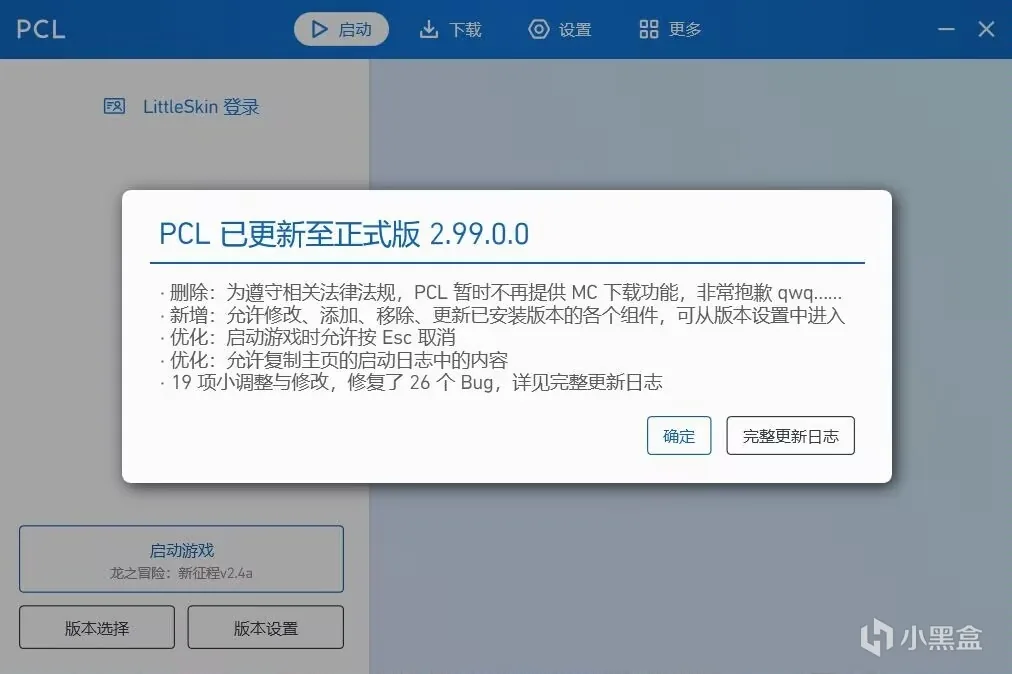 PCL
启动
下载
设置
更多
LittleSkin 登录
PCL 已更新至正式版 2.99.0.0
· 删除：为遵守相关法律法规，PCL 暂时不再提供 MC 下载功能，非常抱歉 qwq……
· 新增：允许修改、添加、移除、更新已安装版本的各个组件，可从版本设置中进入
· 优化：启动游戏时允许按 Esc 取消
· 优化：允许复制主页的启动日志中的内容
· 19 项小调整与修改，修复了 26 个 Bug，详见完整更新日志
确定
完整更新日志
启动游戏
龙之冒险：新征程v2.4a
版本选择
版本设置
小黑盒